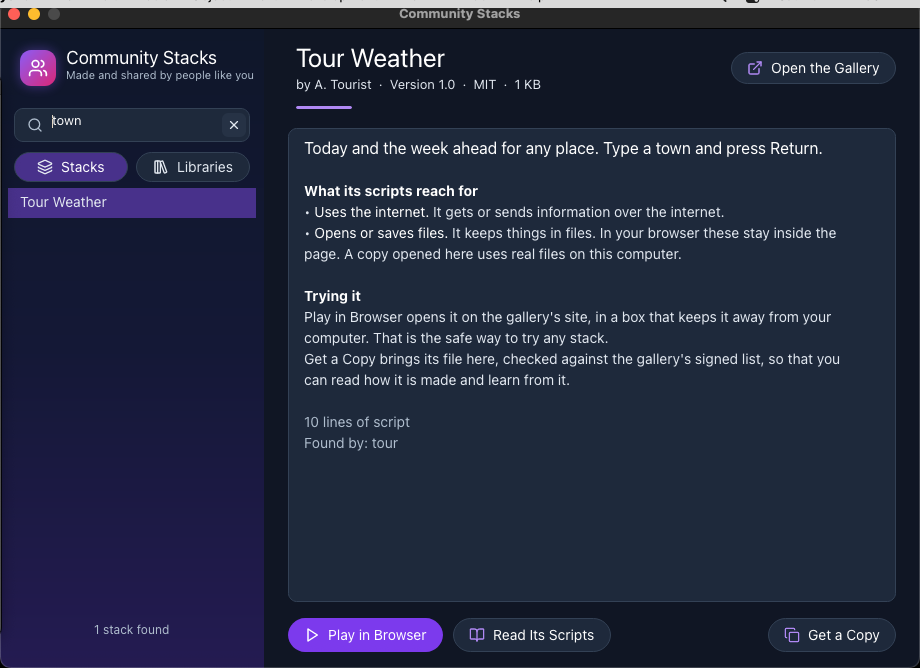 Community Stacks
Community Stacks
Made and shared by people like you
town
Stacks
Libraries
Tour Weather
1 stack found
Tour Weather
by A. Tourist · Version 1.0 · MIT · 1 KB
Open the Gallery
Today and the week ahead for any place. Type a town and press Return.
What its scripts reach for
• Uses the internet. It gets or sends information over the internet.
• Opens or saves files. It keeps things in files. In your browser these stay inside the
page. A copy opened here uses real files on this computer.
Trying it
Play in Browser opens it on the gallery's site, in a box that keeps it away from your
computer. That is the safe way to try any stack.
Get a Copy brings its file here, checked against the gallery's signed list, so that you
can read how it is made and learn from it.
10 lines of script
Found by: tour
Play in Browser
Read Its Scripts
Get a Copy